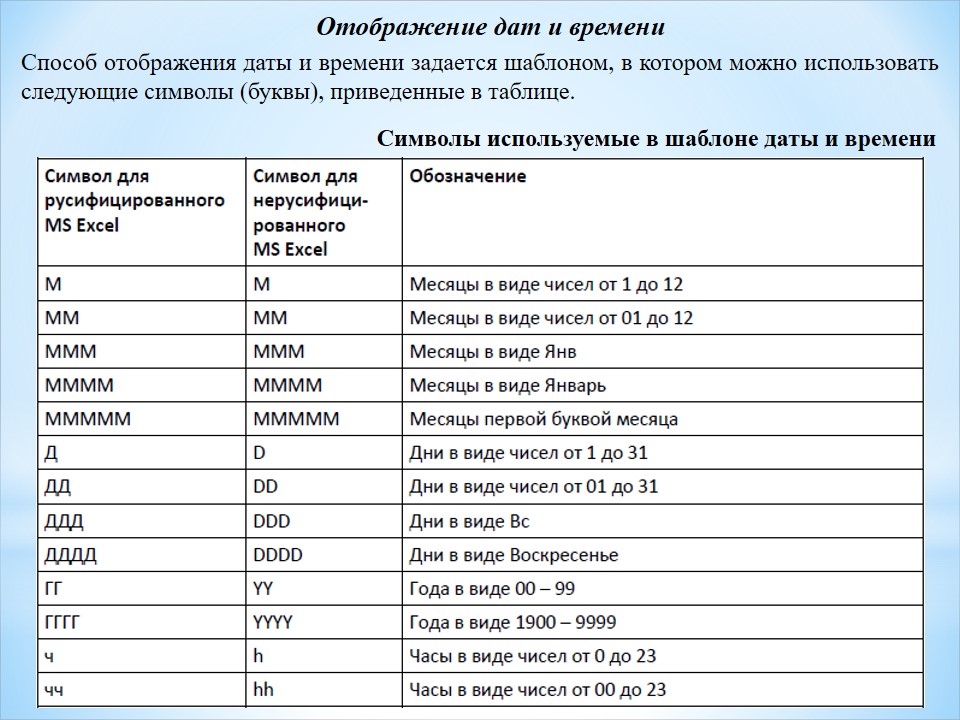 Отображение дат и времени
Способ отображения даты и времени задается шаблоном, в котором можно использовать
следующие символы (буквы), приведенные в таблице.
Символы используемые в шаблоне даты и времени
Символ для русифицированного MS Excel | Символ для нерусифици-рованного MS Excel | Обозначение
М | M | Месяцы в виде чисел от 1 до 12
ММ | MM | Месяцы в виде чисел от 01 до 12
МММ | MMM | Месяцы в виде Янв
ММММ | MMMM | Месяцы в виде Январь
МММММ | MMMMM | Месяцы первой буквой месяца
Д | D | Дни в виде чисел от 1 до 31
ДД | DD | Дни в виде чисел от 01 до 31
ДДД | DDD | Дни в виде Вс
ДДДД | DDDD | Дни в виде Воскресенье
ГГ | YY | Года в виде 00 – 99
ГГГГ | YYYY | Года в виде 1900 – 9999
ч | h | Часы в виде чисел от 0 до 23
чч | hh | Часы в виде чисел от 00 до 23